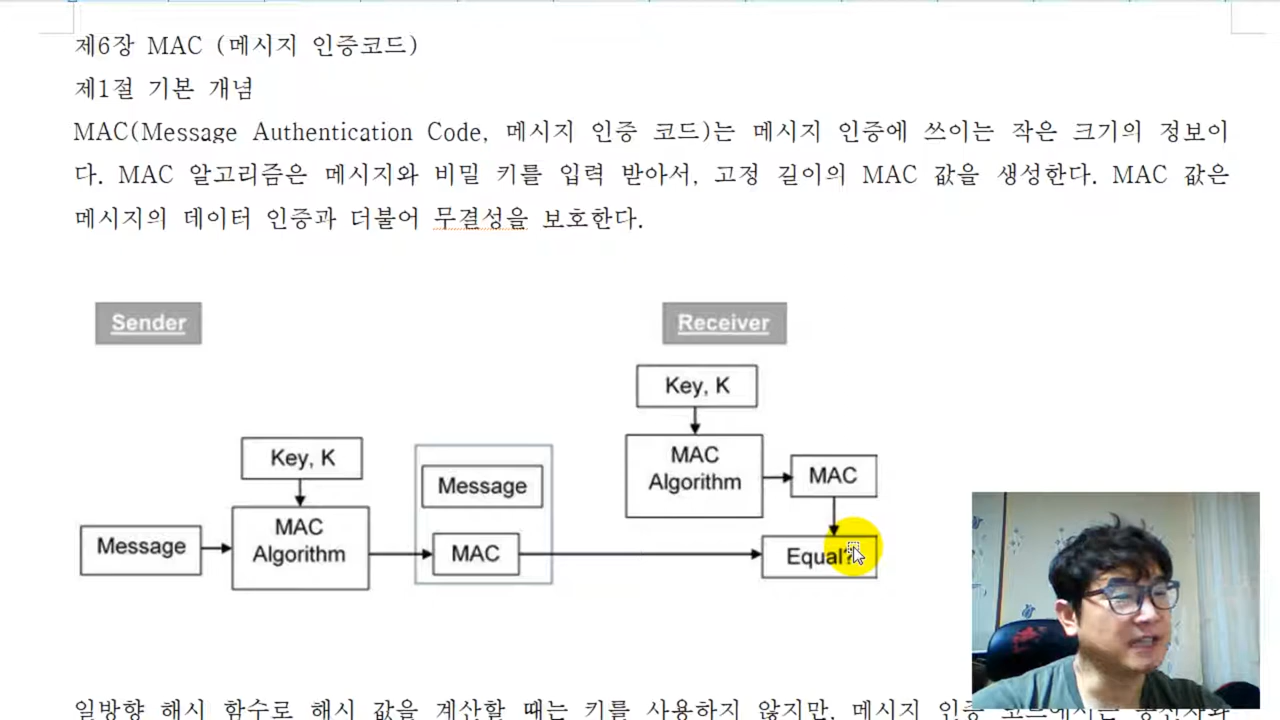 제6장 MAC (메시지 인증코드)
제1절 기본 개념
MAC(Message Authentication Code, 메시지 인증 코드)는 메시지 인증에 쓰이는 작은 크기의 정보이
다. MAC 알고리즘은 메시지와 비밀 키를 입력 받아서, 고정 길이의 MAC 값을 생성한다. MAC 값은
메시지의 데이터 인증과 더불어 무결성을 보호한다.
Sender
Receiver
Key, K
MAC
Algorithm
MAC
Equal?
Key, K
Message
MAC
Algorithm
Message
MAC
일방향 해시 함수로 해시 값을 계산할 때는 키를 사용하지 않지만, 메시지 인증 코드에서는